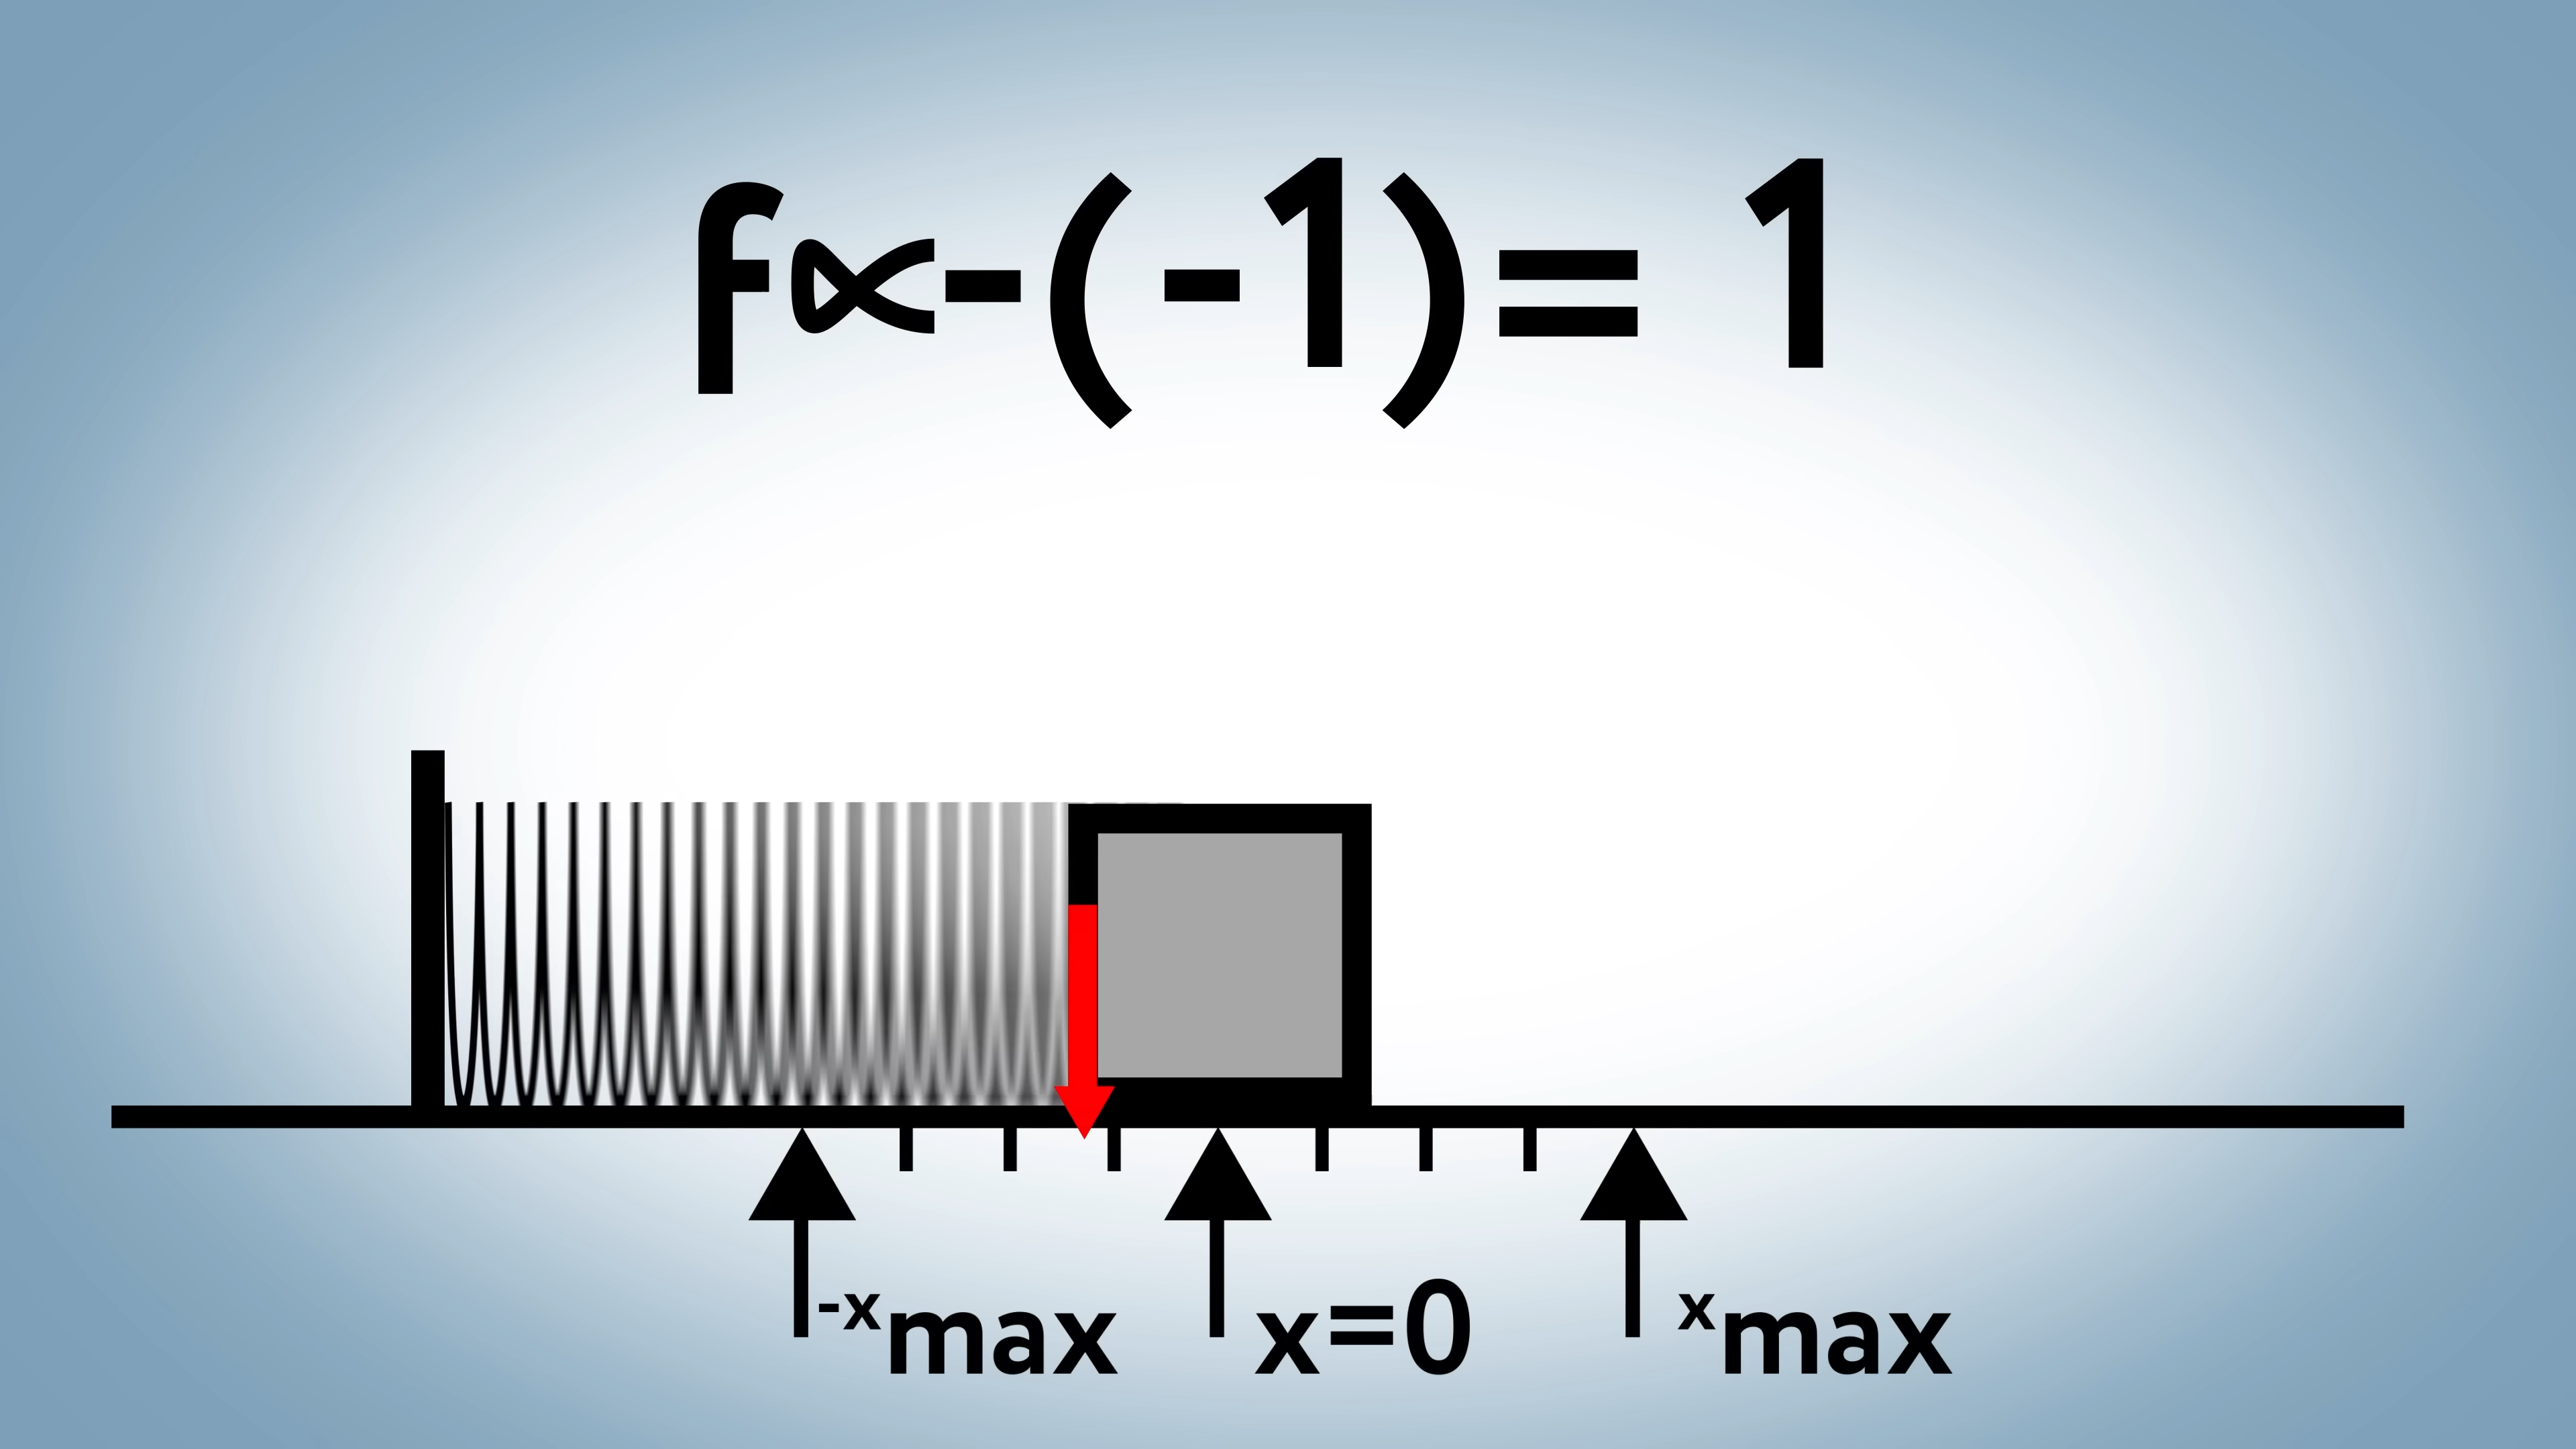 f∝-(-1)= 1
-xmax x=0 xmax